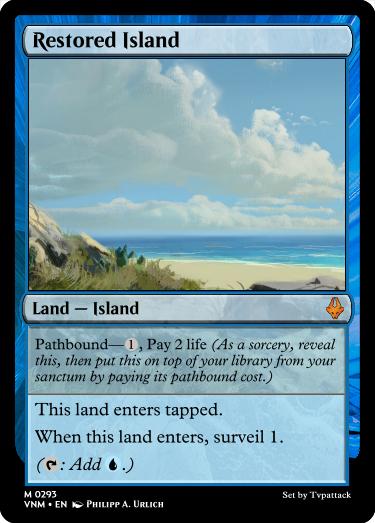 Restored Island
Land — Island
Pathbound—1, Pay 2 life (As a sorcery, reveal
this, then put this on top of your library from your
sanctum by paying its pathbound cost.)
This land enters tapped.
When this land enters, surveil 1.
(: Add .)
M 0293
VNM • EN Philipp A. Urlich
Set by Tvpattack